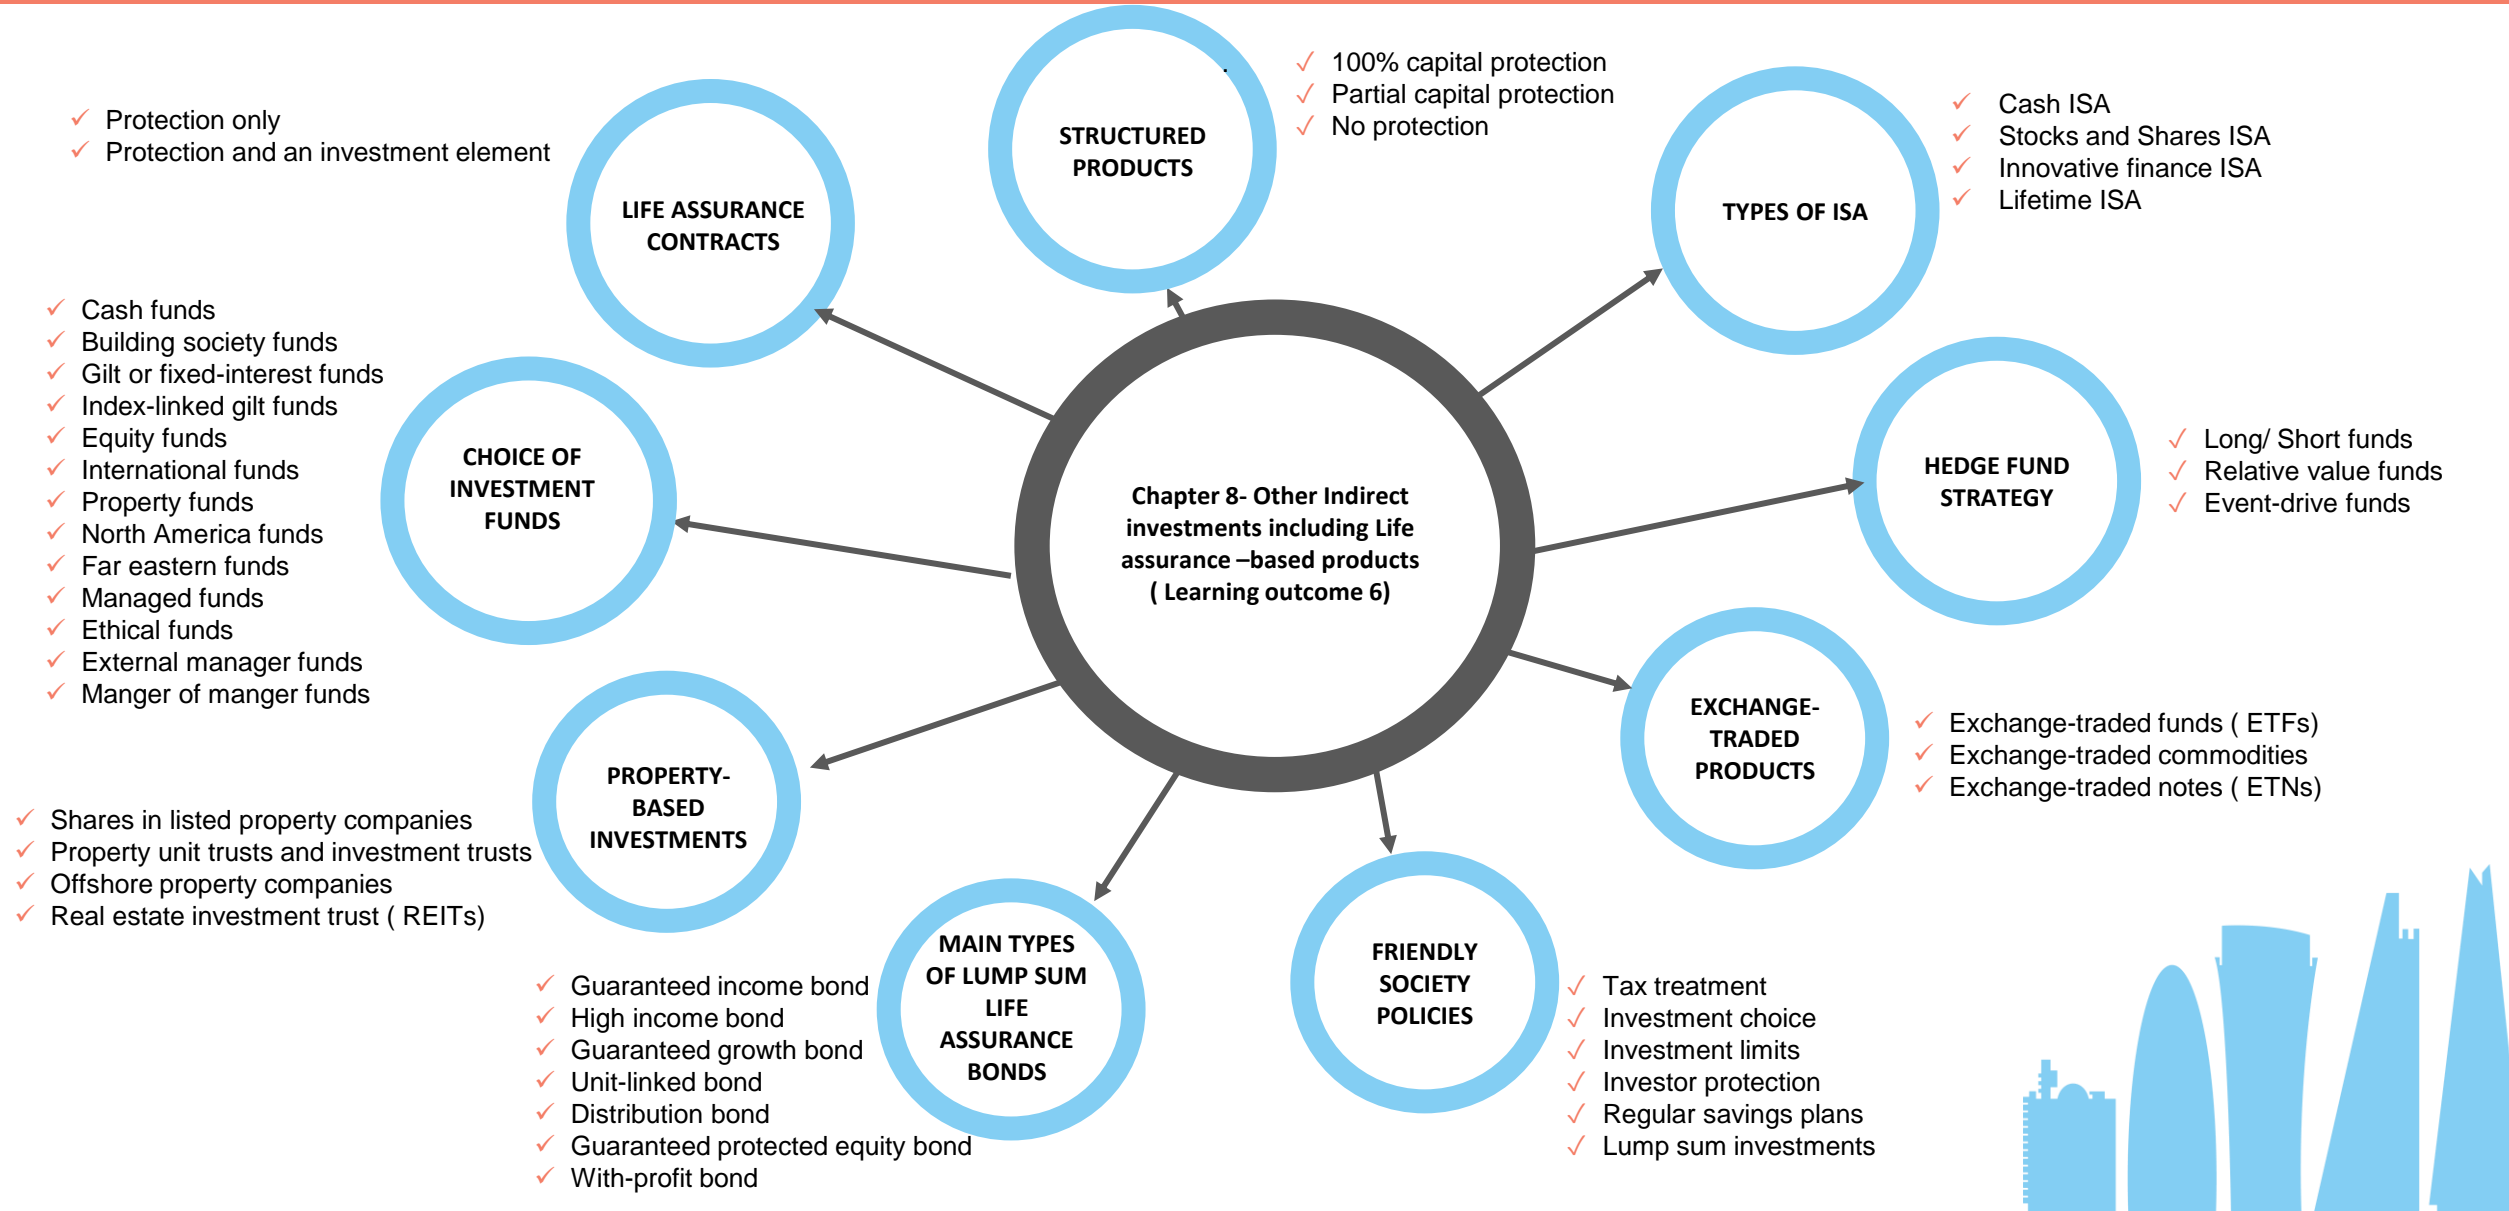 STRUCTURED
PRODUCTS
.
100% capital protection
Partial capital protection
No protection
TYPES OF ISA
Cash ISA
Stocks and Shares ISA
Innovative finance ISA
Lifetime ISA
Protection only
Protection and an investment element
LIFE ASSURANCE
CONTRACTS
Cash funds
Building society funds
Gilt or fixed-interest funds
Index-linked gilt funds
Equity funds
International funds
Property funds
North America funds
Far eastern funds
Managed funds
Ethical funds
External manager funds
Manger of manger funds
CHOICE OF
INVESTMENT
FUNDS
Chapter 8- Other Indirect
investments including Life
assurance –based products
( Learning outcome 6)
HEDGE FUND
STRATEGY
Long/ Short funds
Relative value funds
Event-drive funds
EXCHANGE-
TRADED
PRODUCTS
Exchange-traded funds ( ETFs)
Exchange-traded commodities
Exchange-traded notes ( ETNs)
PROPERTY-
BASED
INVESTMENTS
Shares in listed property companies
Property unit trusts and investment trusts
Offshore property companies
Real estate investment trust ( REITs)
MAIN TYPES
OF LUMP SUM
LIFE
ASSURANCE
BONDS
Guaranteed income bond
High income bond
Guaranteed growth bond
Unit-linked bond
Distribution bond
Guaranteed protected equity bond
With-profit bond
FRIENDLY
SOCIETY
POLICIES
Tax treatment
Investment choice
Investment limits
Investor protection
Regular savings plans
Lump sum investments